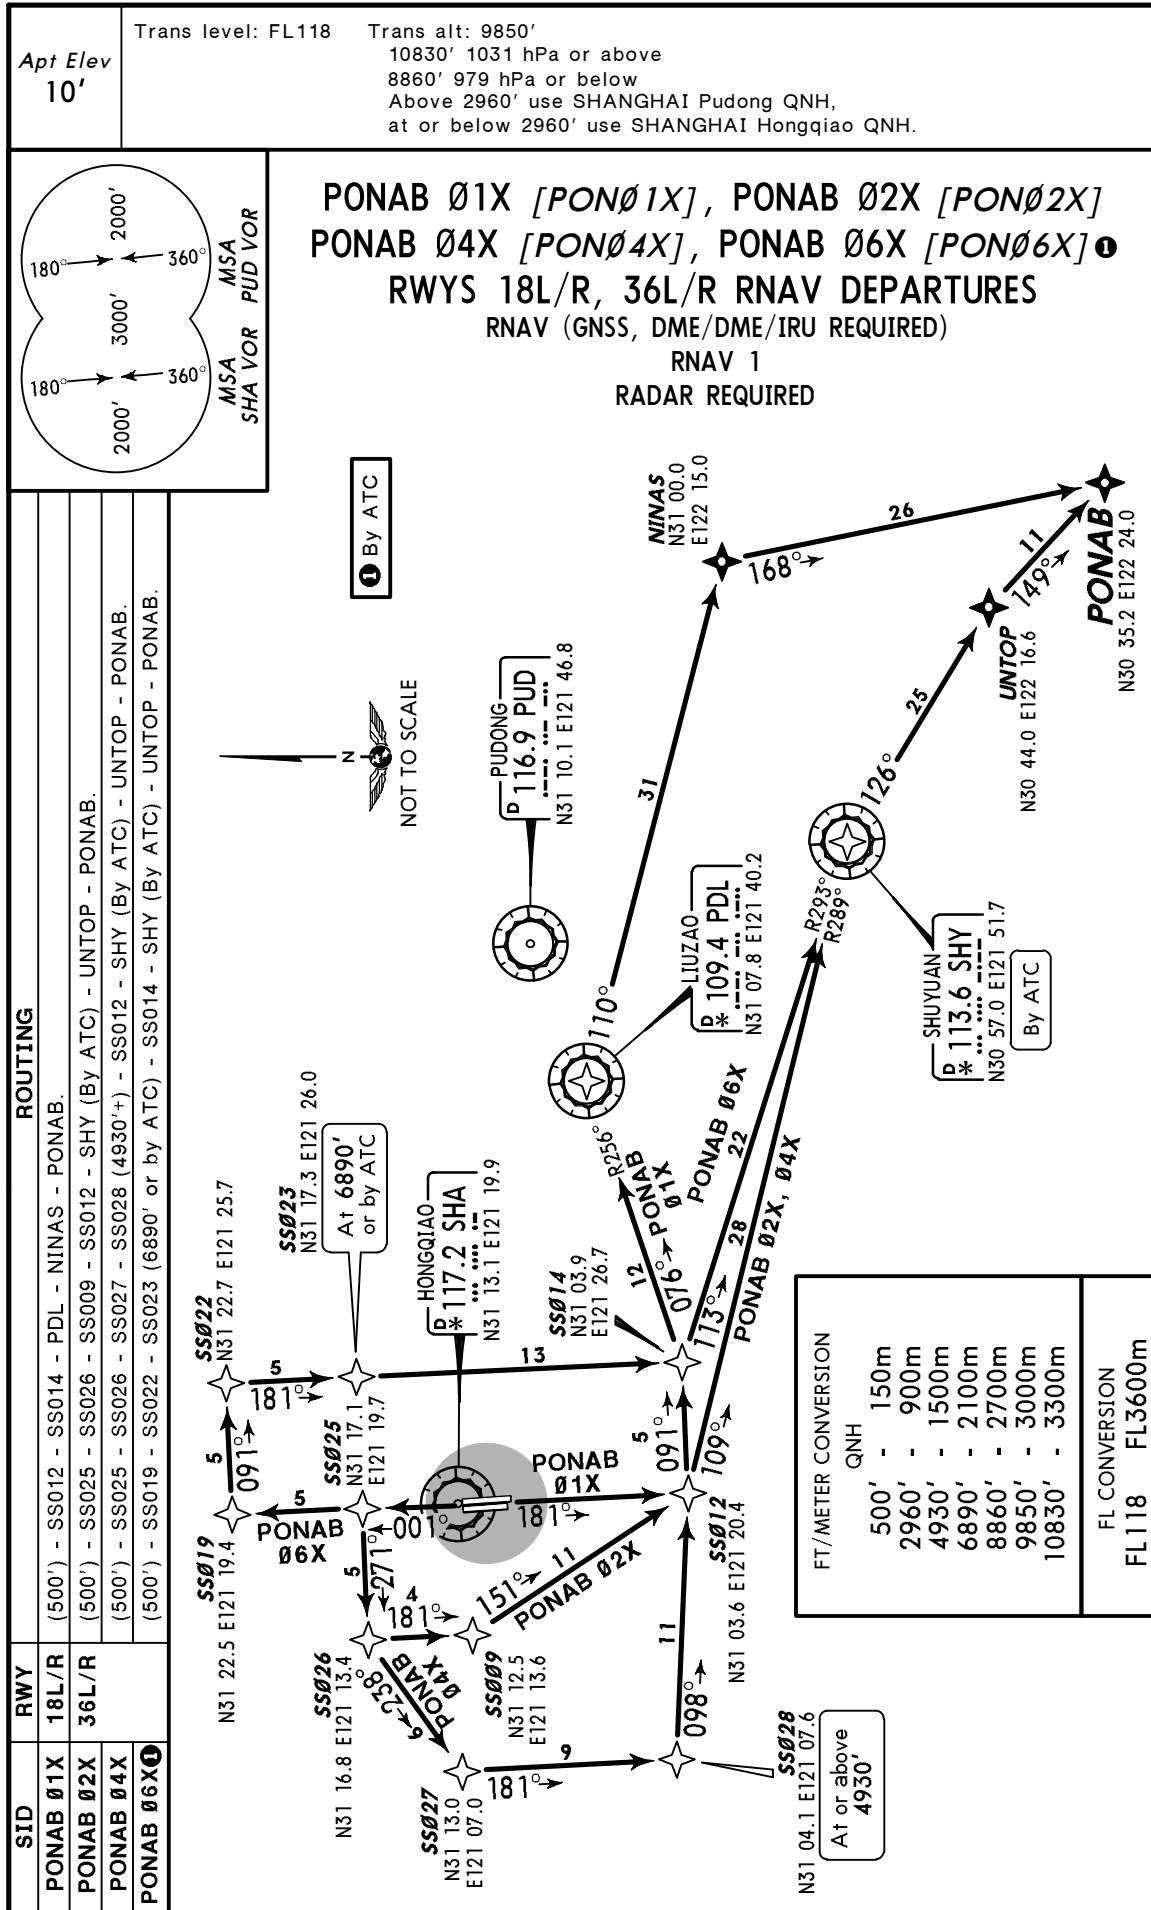 Apt Elev
10'
Trans level: FL118 Trans alt: 9850'
10830' 1031 hPa or above
8860' 979 hPa or below
Above 2960' use SHANGHAI Pudong QNH,
at or below 2960' use SHANGHAI Hongqiao QNH.
180°
360°
2000'
3000'
180°
360°
2000'
MSA
PUD VOR
MSA
SHA VOR
PONAB Ø1X [PONØ1X], PONAB Ø2X [PONØ2X]
PONAB Ø4X [PONØ4X], PONAB Ø6X [PONØ6X]❶
RWYS 18L/R, 36L/R RNAV DEPARTURES
RNAV (GNSS, DME/DME/IRU REQUIRED)
RNAV 1
RADAR REQUIRED
SID RWY ROUTING
PONAB Ø1X 18L/R (500') - SS012 - SS014 - PDL - NINAS - PONAB.
PONAB Ø2X 36L/R (500') - SS025 - SS026 - SS009 - SS012 - SHY (By ATC) - UNTOP - PONAB.
PONAB Ø4X (500') - SS025 - SS026 - SS027 - SS028 (4930'+) - SS012 - SHY (By ATC) - UNTOP - PONAB.
PONAB Ø6X❶ (500') - SS019 - SS022 - SS023 (6890' or by ATC) - SS014 - SHY (By ATC) - UNTOP - PONAB.
❶ By ATC
N
NOT TO SCALE
NINAS
N31 00.0
E122 15.0
168°
26
PONAB
N30 35.2 E122 24.0
11
149°
UNTOP
N30 44.0 E122 16.6
25
126°
31
110°
PUDONG
D 116.9 PUD
N31 10.1 E121 46.8
LIUZAO
D
* 109.4 PDL
N31 07.8 E121 40.2
R293°
R289°
SHUYUAN
D
* 113.6 SHY
N30 57.0 E121 51.7
By ATC
R256°
PONAB
Ø1X
12
076°
PONAB Ø6X
22
113°
28
PONAB Ø2X, Ø4X
109°
SSØ23
N31 17.3 E121 26.0
At 6890'
or by ATC
HONGQIAO
D
* 117.2 SHA
N31 13.1 E121 19.9
SSØ22
N31 22.7 E121 25.7
5
181°
13
SSØ14
N31 03.9
E121 26.7
5
091°
SSØ25
N31 17.1
E121 19.7
5
091°
PONAB
Ø1X
181°
001°
5
PONAB
Ø6X
SSØ19
N31 22.5 E121 19.4
5
271°
4
181°
151°
11
PONAB Ø2X
SSØ12
N31 03.6 E121 20.4
SSØ26
N31 16.8 E121 13.4
238°
6
PONAB
Ø4X
SSØØ9
N31 12.5
E121 13.6
11
098°
SSØ27
N31 13.0
E121 07.0
9
181°
SSØ28
N31 04.1 E121 07.6
At or above
4930'
FT/METER CONVERSION
QNH
500' - 150m
2960' - 900m
4930' - 1500m
6890' - 2100m
8860' - 2700m
9850' - 3000m
10830' - 3300m
FL CONVERSION
FL118 FL3600m